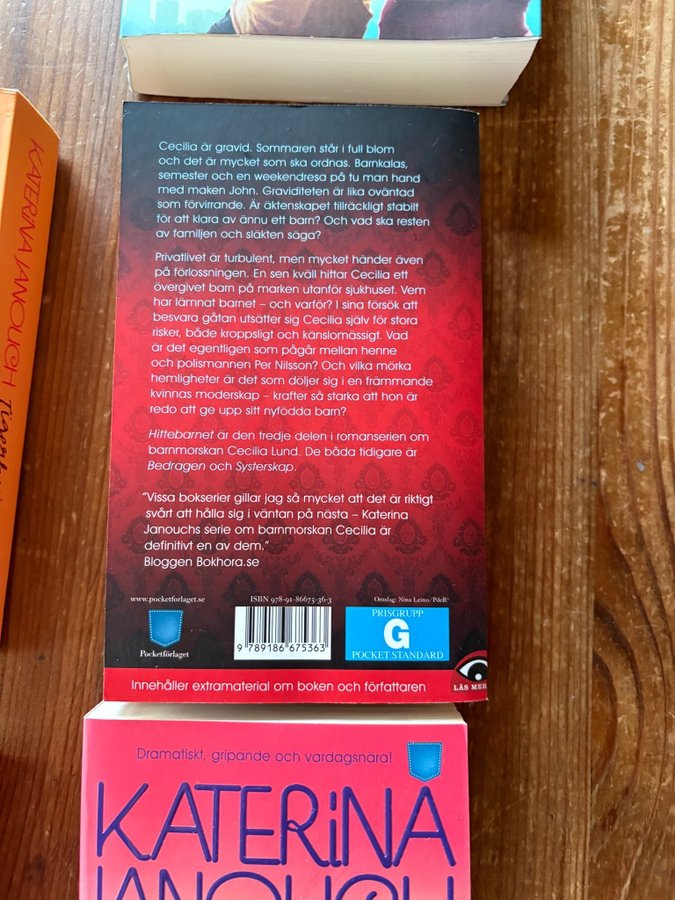 Cecilia är gravid. Sommaren står i full blom
och det är mycket som ska ordnas. Barnkalas,
semester och en weekendresa på tu man hand
med maken John. Graviditeten är lika oväntad
som förvirrande. Är äktenskapet tillräckligt stabilt
för att klara av ännu ett barn? Och vad ska resten
av familjen och släkten säga?
Privatlivet är turbulent, men mycket händer även
på förlossningen. En sen kväll hittar Cecilia ett
övergivet barn på marken utanför sjukhuset. Vem
har lämnat barnet – och varför? I sina försök att
besvara gåtan utsätter sig Cecilia själv för stora
risker, både kroppsligt och känslomässigt. Vad
är det egentligen som pågår mellan henne
och polismannen Per Nilsson? Och vilka mörka
hemligheter är det som döljer sig i en främmande
kvinnas moderskap – krafter så starka att hon är
redo att ge upp sitt nyfödda barn?
Hittebarnet är den tredje delen i romanserien om
barnmorskan Cecilia Lund. De båda tidigare är
Bedragen och Systerskap.
”Vissa bokserier gillar jag så mycket att det är riktigt
svårt att hålla sig i väntan på nästa – Katerina
Janouchs serie om barnmorskan Cecilia är
definitivt en av dem.”
Bloggen Bokhora.se
www.pocketforlaget.se
ISBN 978-91-86675-36-3
Omslag: Nina Leino/PdeR
Pocketförlaget
9 789186 675363
PRISGRUPP
G
POCKET STANDARD
LÄS MER
Innehåller extramaterial om boken och författaren
KATERINA JANOUCH
Dramatiskt, gripande och vardagsnära!
KATERiNA
JANOUCH